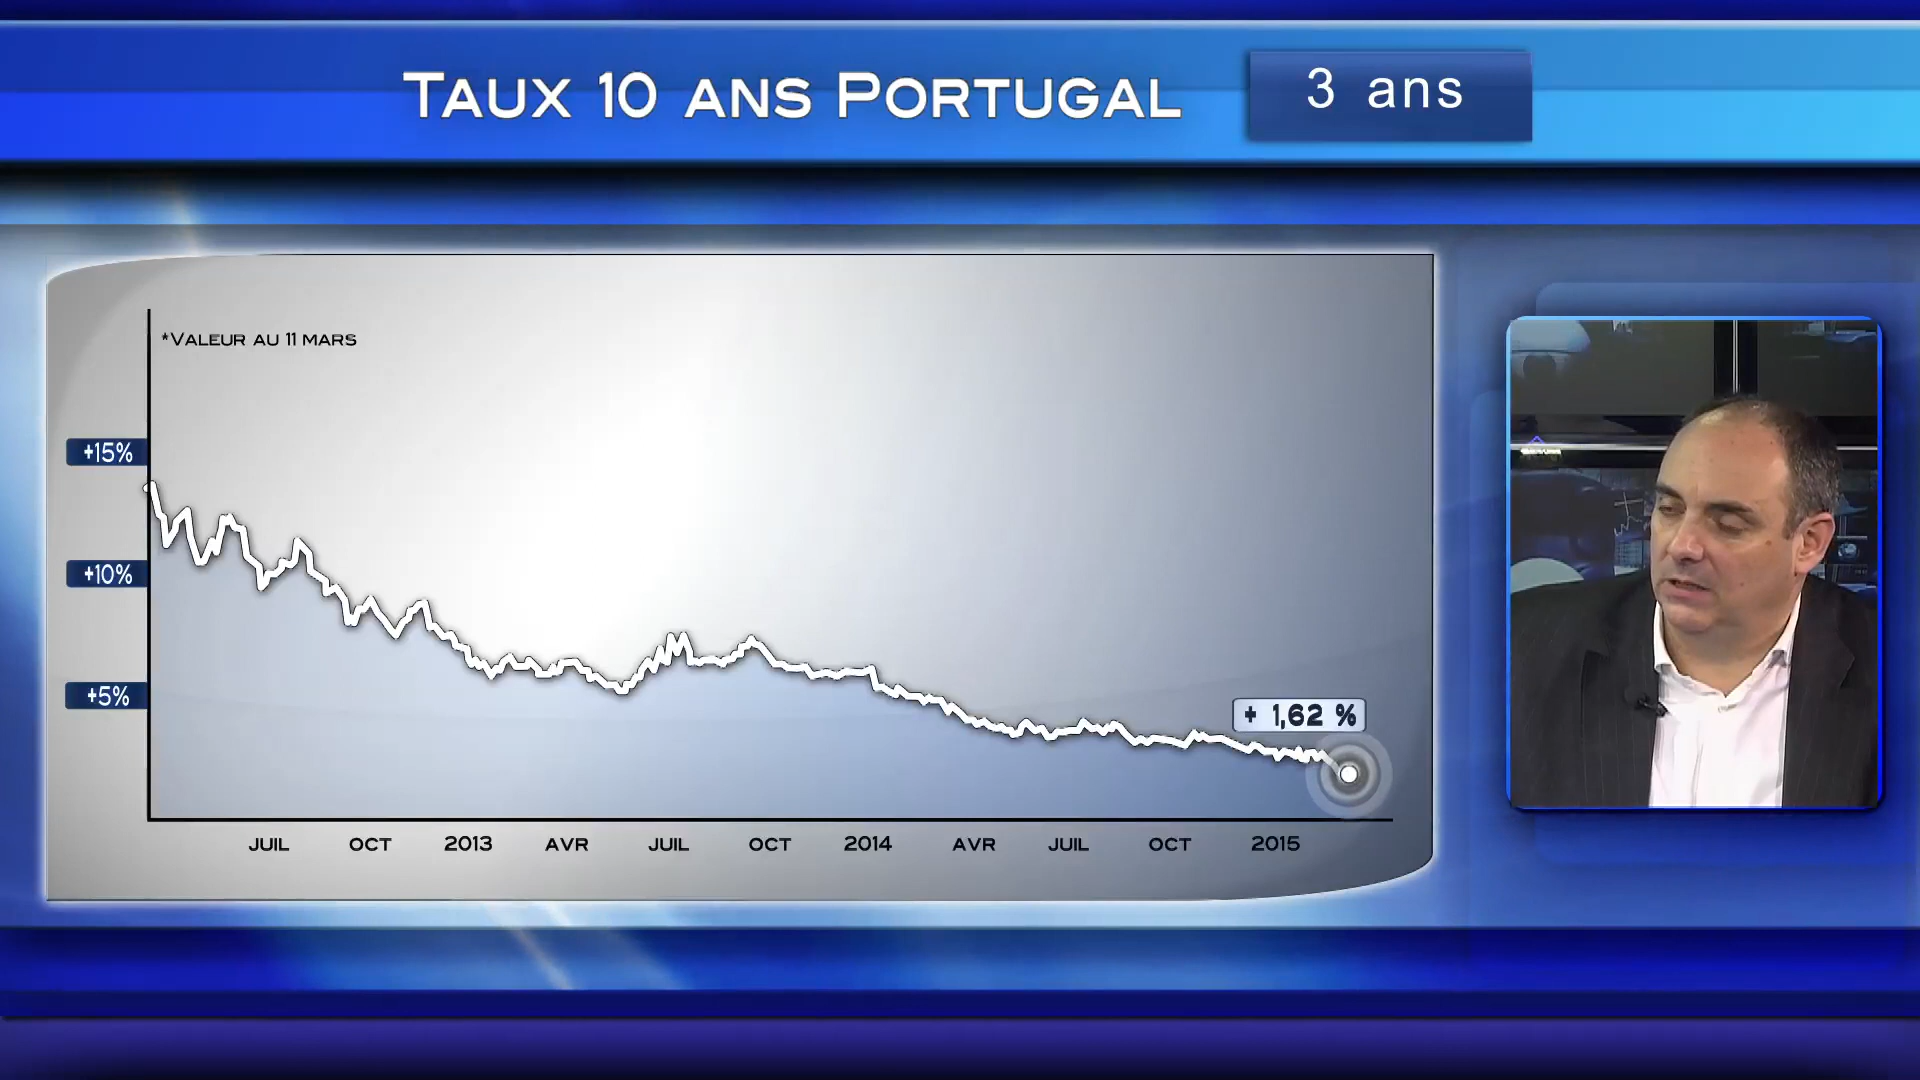 TAUX 10 ANS PORTUGAL
3 ans
*VALEUR AU 11 MARS
+15%
+10%
+5%
+ 1,62 %
JUIL OCT 2013 AVR JUIL OCT 2014 AVR JUIL OCT 2015